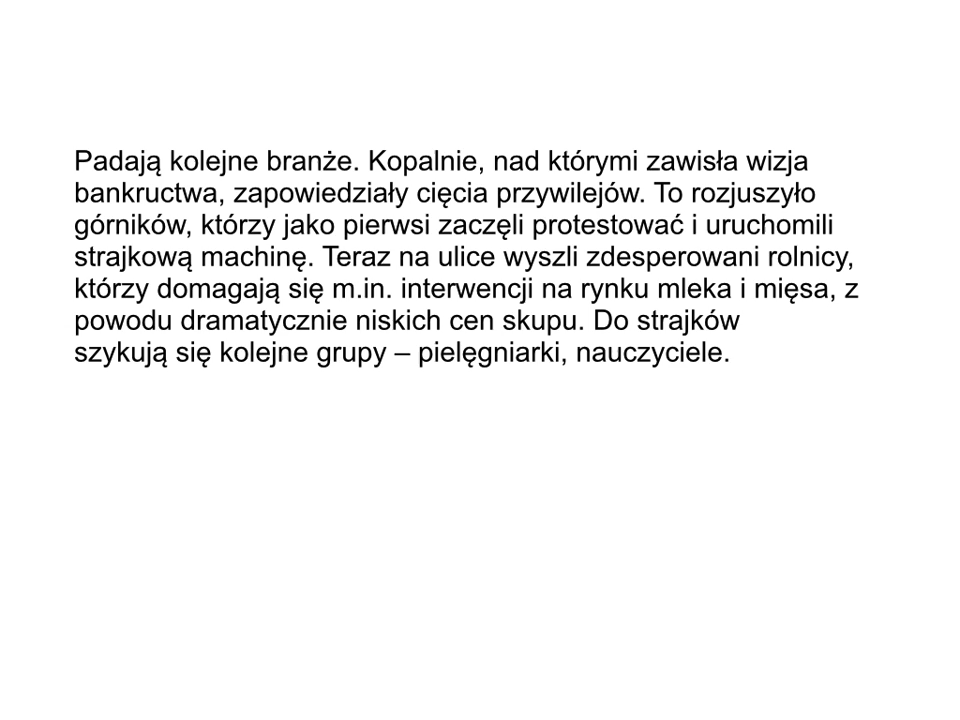 Padają kolejne branże. Kopalnie, nad którymi zawisła wizja
bankructwa, zapowiedziały cięcia przywilejów. To rozjuszyło
górników, którzy jako pierwsi zaczęli protestować i uruchomili
strajkową machinę. Teraz na ulice wyszli zdesperowani rolnicy,
którzy domagają się m.in. interwencji na rynku mleka i mięsa, z
powodu dramatycznie niskich cen skupu. Do strajków
szykują się kolejne grupy – pielęgniarki, nauczyciele.